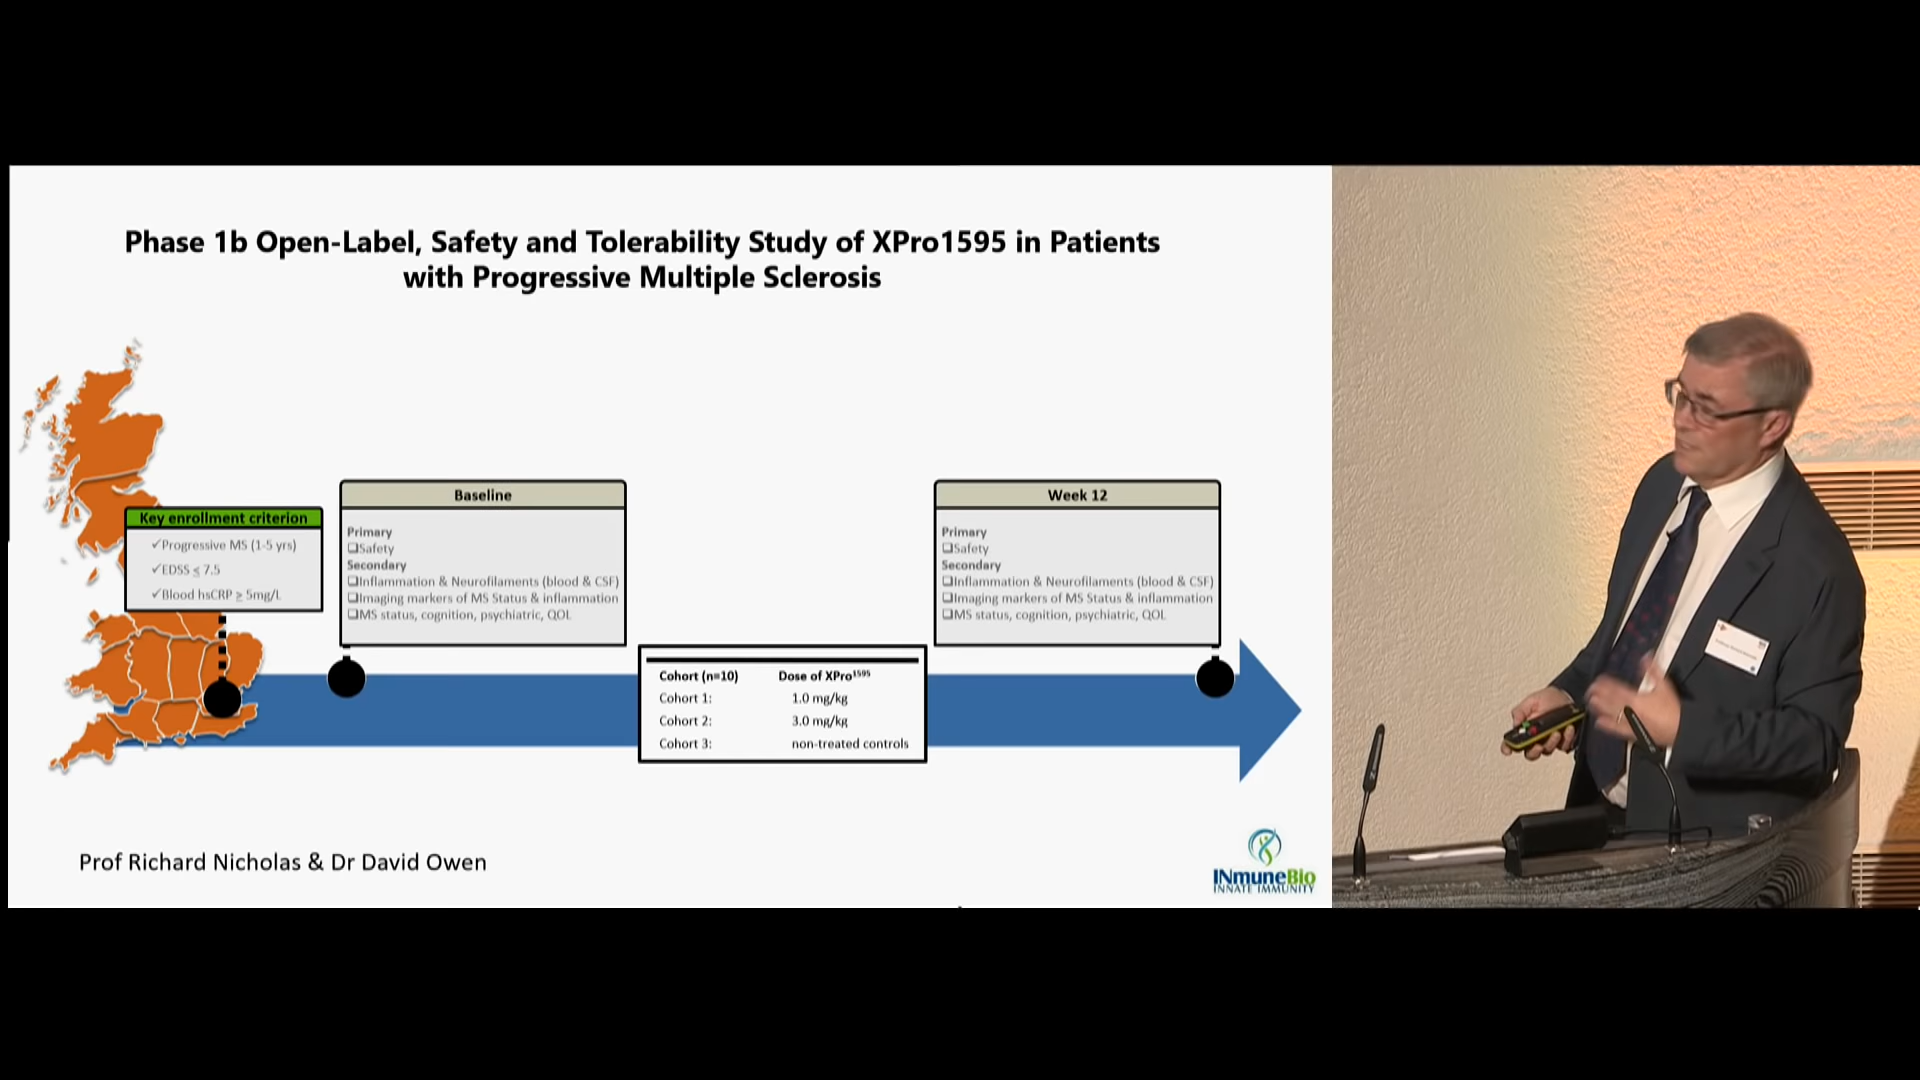 Phase 1b Open-Label, Safety and Tolerability Study of XPro1595 in Patients
with Progressive Multiple Sclerosis
Key enrollment criterion
✓Progressive MS (1-5 yrs)
✓EDSS ≤ 7.5
✓Blood hsCRP ≥ 5mg/L
Baseline
Primary
❑Safety
Secondary
❑Inflammation & Neurofilaments (blood & CSF)
❑Imaging markers of MS Status & inflammation
❑MS status, cognition, psychiatric, QOL
Cohort (n=10) Dose of XPro¹⁵⁹⁵
Cohort 1: 1.0 mg/kg
Cohort 2: 3.0 mg/kg
Cohort 3: non-treated controls
Week 12
Primary
❑Safety
Secondary
❑Inflammation & Neurofilaments (blood & CSF)
❑Imaging markers of MS Status & inflammation
❑MS status, cognition, psychiatric, QOL
Prof Richard Nicholas & Dr David Owen
INmuneBio
INNATE IMMUNITY